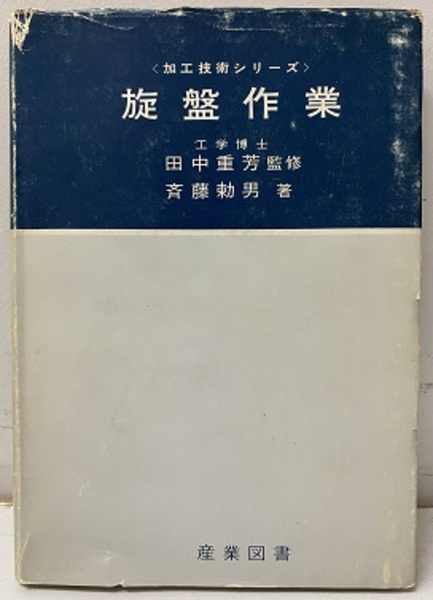 〈加工技術シリーズ〉
旋盤作業
工学博士
田中重芳監修
斉藤勅男 著
産業図書